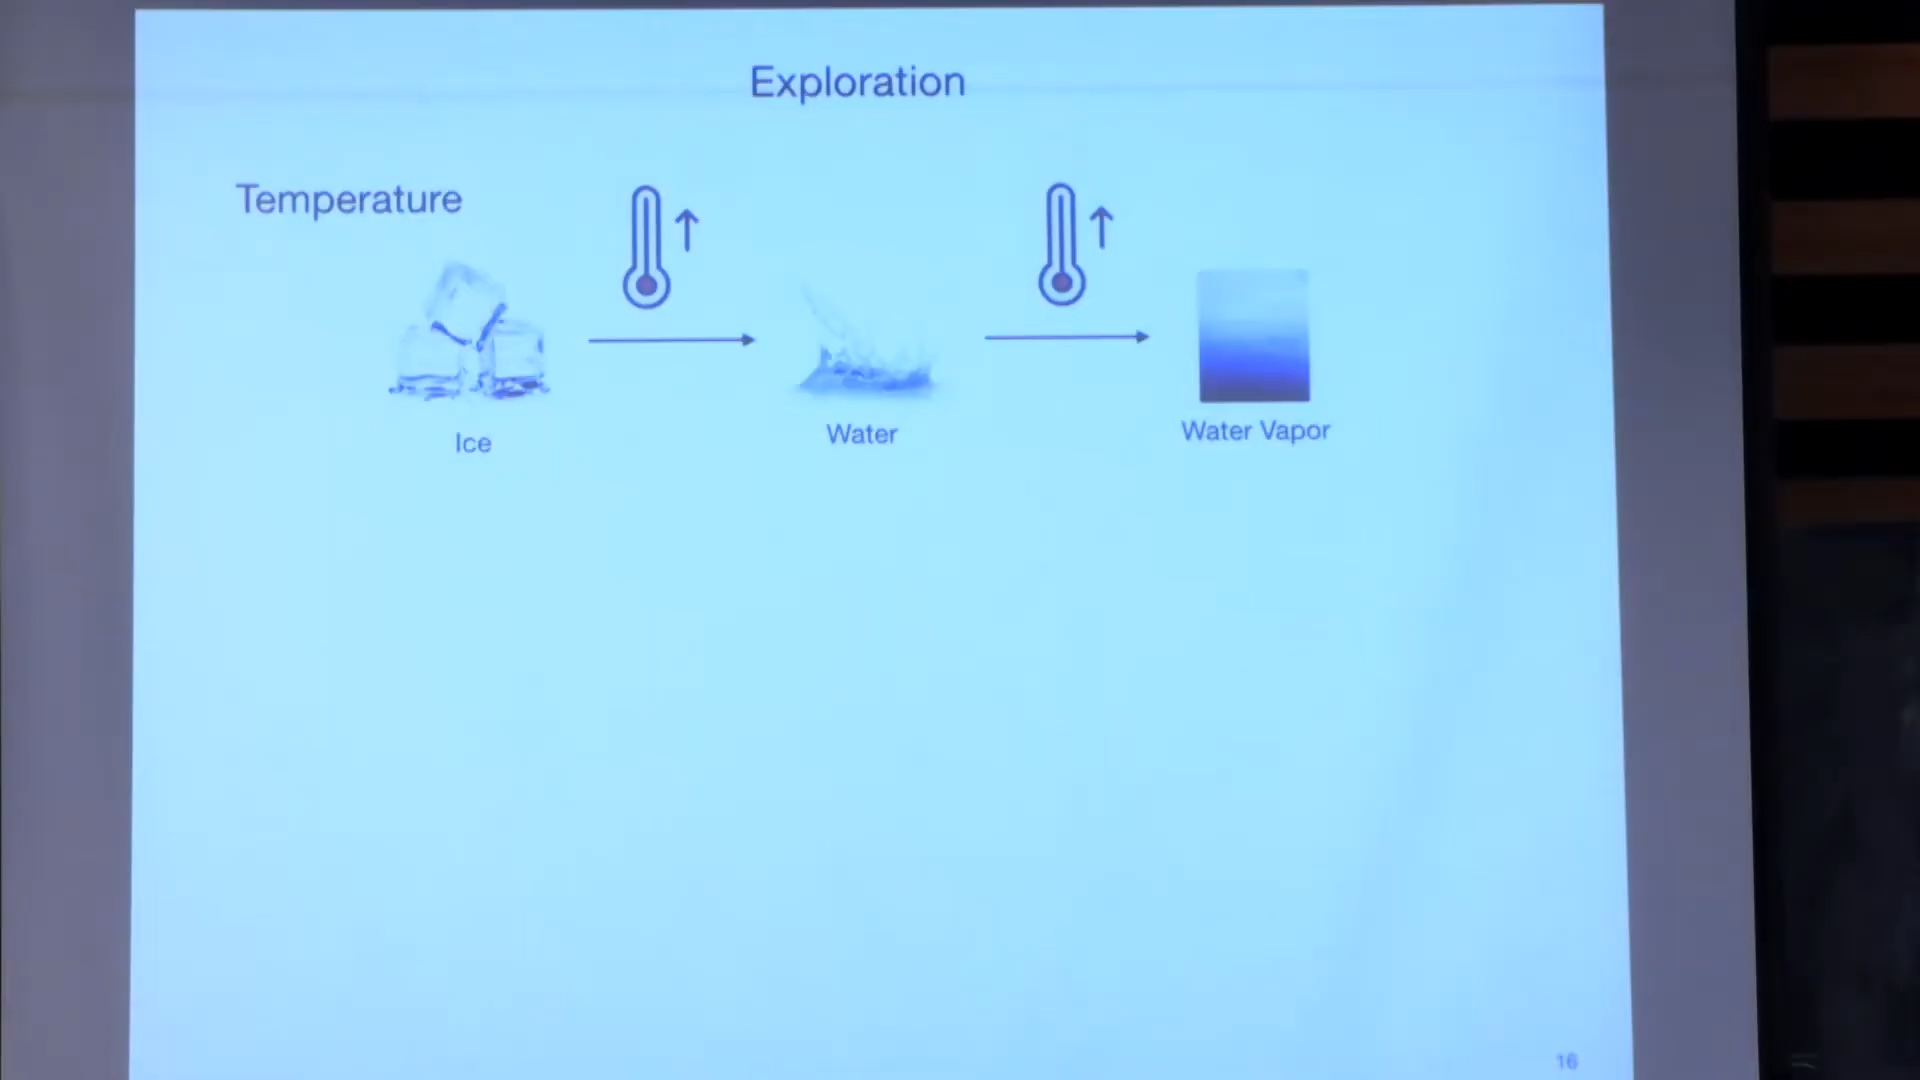 Exploration
Temperature
Ice
Water
Water Vapor
16